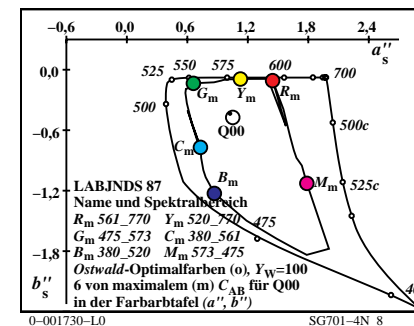 −0,6 0,0 0,6 1,2 1,8 2,4
a″s
525 550 575 600 700
0,0
Gm Ym Rm
500
500c
−0,6
Q00
Cm
525c
Bm
Mm
LABJNDS 87
−1,2
Name und Spektralbereich
Rm 561_770 Ym 520_770
475
Gm 475_573 Cm 380_561
−1,8
Bm 380_520 Mm 573_475
b″s
Ostwald-Optimalfarben (o), YW=100
6 von maximalem (m) CAB für Q00
in der Farbarbtafel (a″, b″)
0−001730−L0 SG701−4N 8